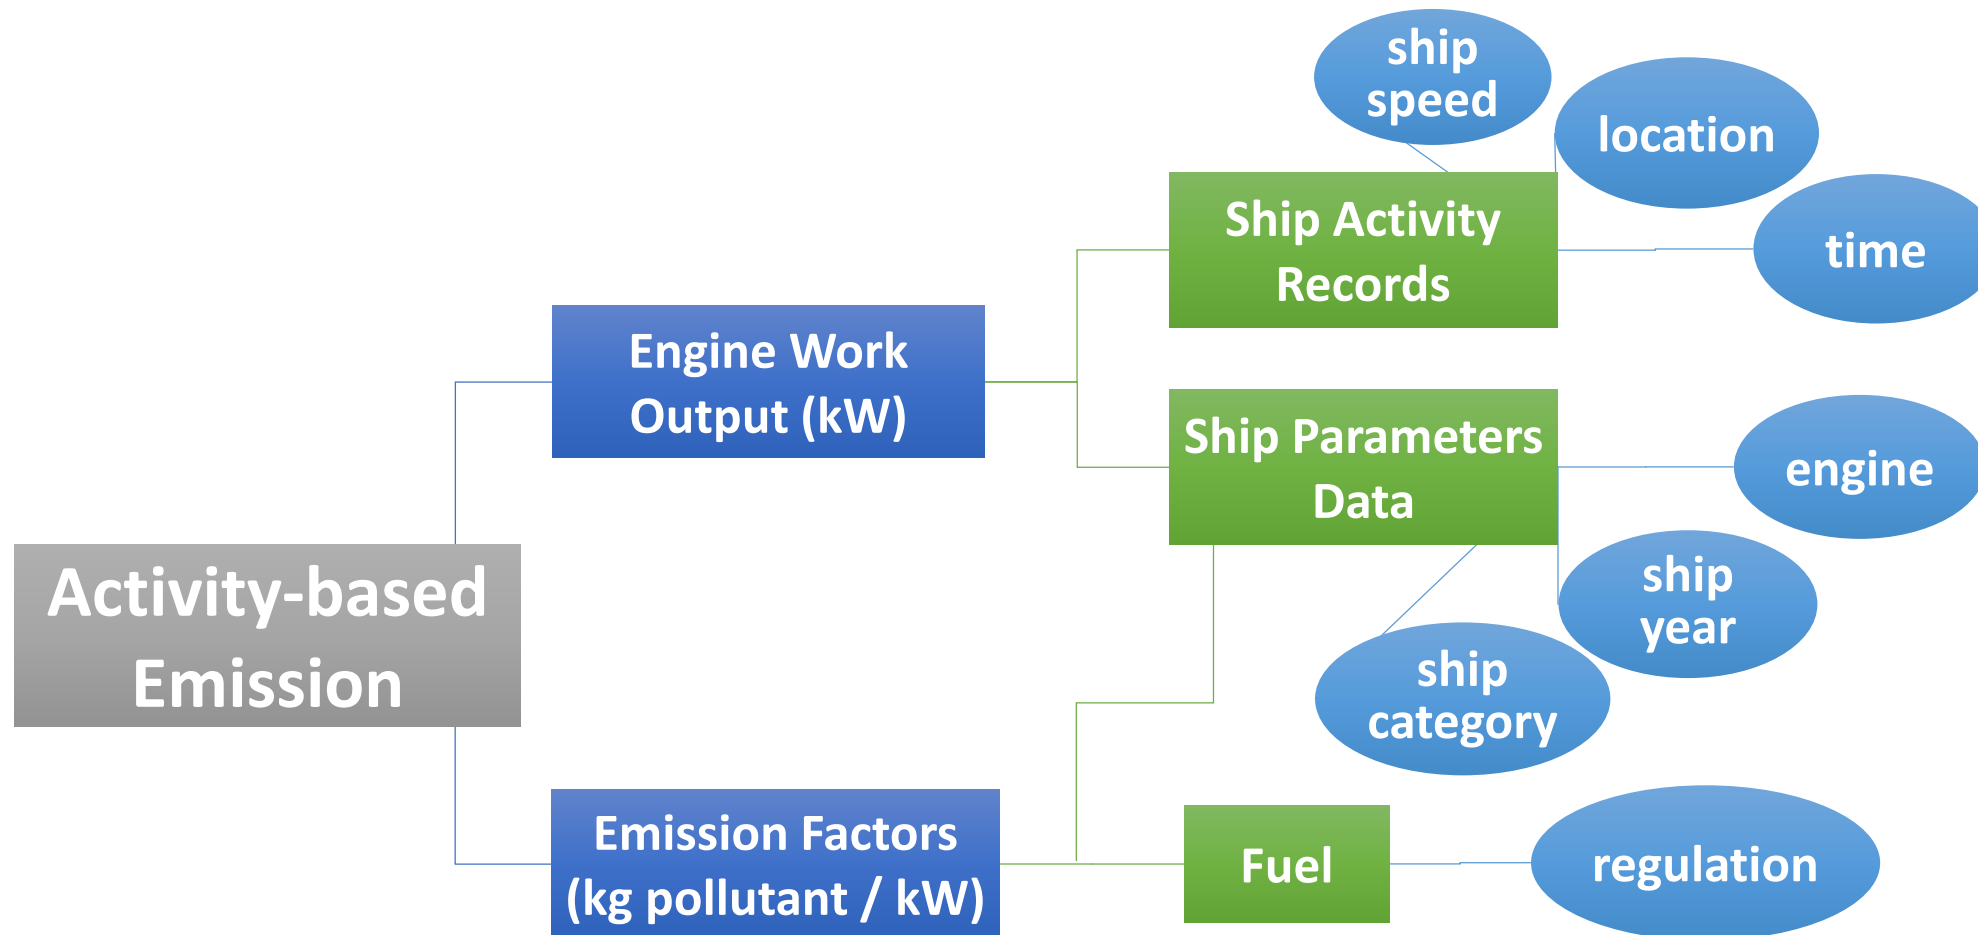 ship
speed
location
Ship Activity
Records
time
Engine Work
Output (kW)
Ship Parameters
Data
engine
ship
year
Activity-based
Emission
ship
category
Emission Factors
(kg pollutant / kW)
Fuel
regulation